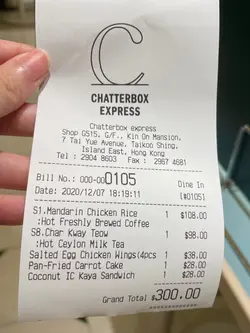 C
CHATTERBOX
EXPRESS
Chatterbox express
Shop G515, G/F., Kin On Mansion,
7 Tai Yue Avenue, Taikoo Shing,
Island East, Hong Kong
Tel : 2904 8603 Fax : 2967 4681
Bill No.: 000-000105 Dine In
Date: 2020/12/07 18:19:11 [#0105]
S1.Mandarin Chicken Rice 1 $108.00
:Hot Freshly Brewed Coffee
S8.Char Kway Teow 1 $98.00
:Hot Ceylon Milk Tea
Salted Egg Chicken Wings(4pcs 1 $38.00
Pan-Fried Carrot Cake 1 $28.00
Coconut IC Kaya Sandwich 1 $28.00
Grand Total $300.00